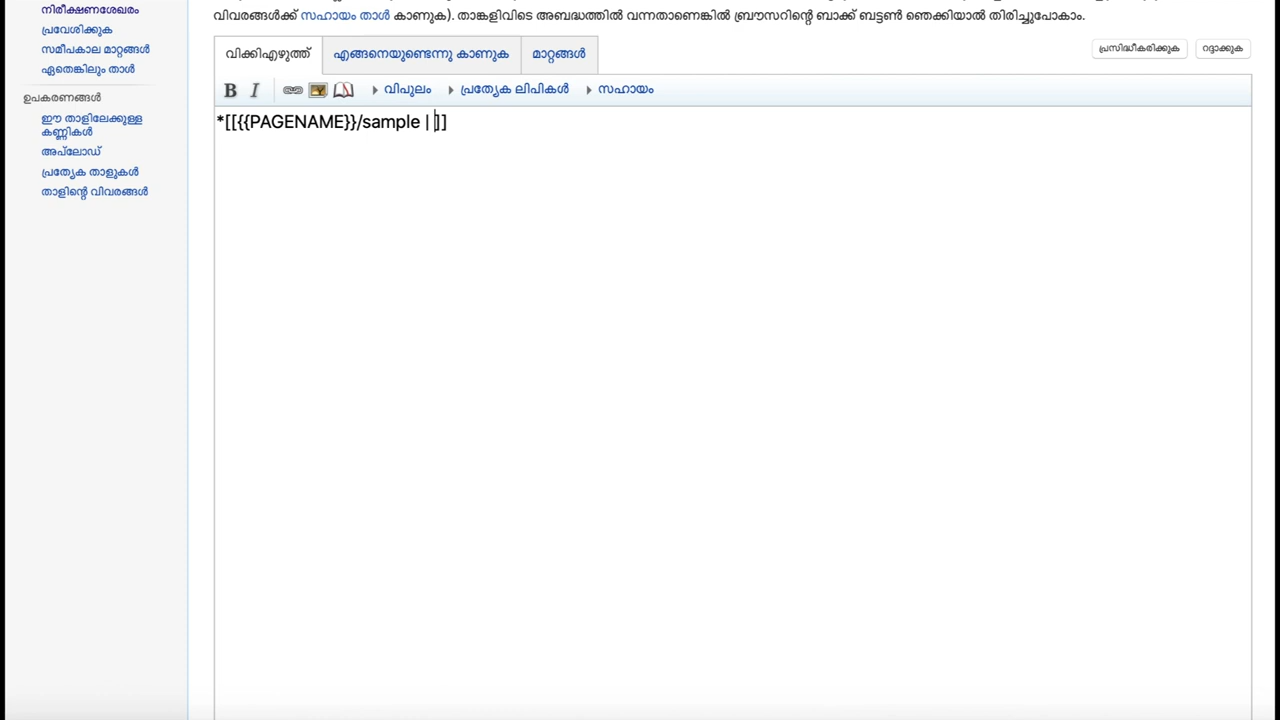 നിരീക്ഷണശേഖരം
പ്രവേശിക്കുക
സമീപകാല മാറ്റങ്ങൾ
ഏതെങ്കിലും താൾ
ഉപകരണങ്ങൾ
ഈ താളിലേക്കുള്ള
കണ്ണികൾ
അപ്‌ലോഡ്
പ്രത്യേക താളുകൾ
താളിന്റെ വിവരങ്ങൾ
വിവരങ്ങൾക്ക് സഹായം താൾ കാണുക). താങ്കളിവിടെ അബദ്ധത്തിൽ വന്നതാണെങ്കിൽ ബ്രൗസറിന്റെ ബാക്ക് ബട്ടൺ ഞെക്കിയാൽ തിരിച്ചുപോകാം.
വിക്കിഎഴുത്ത് എങ്ങനെയുണ്ടെന്നു കാണുക മാറ്റങ്ങൾ പ്രസിദ്ധീകരിക്കുക റദ്ദാക്കുക
B I വിപുലം പ്രത്യേക ലിപികൾ സഹായം
*[[{{PAGENAME}}/sample | ]]